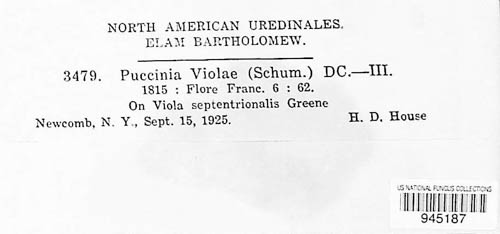 NORTH AMERICAN UREDINALES.
ELAM BARTHOLOMEW.
3479. Puccinia Violae (Schum.) DC.—III.
1815 : Flore Franc. 6 : 62.
On Viola septentrionalis Greene
Newcomb, N. Y., Sept. 15, 1925. H. D. House
US NATIONAL FUNGUS COLLECTIONS
945187